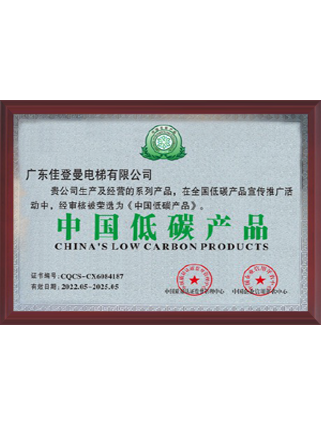 广东佳登曼电梯有限公司
贵公司生产及经营的系列产品，在全国低碳产品宣传推广活
动中，经审核被荣选为《中国低碳产品》。
中国低碳产品
CHINA'S LOW CARBON PRODUCTS
证书编号：CQCS-CX6084187
有效日期：2022.05-2025.05